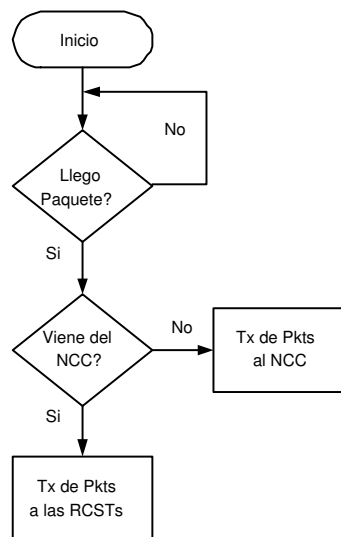 Inicio
No
Llego
Paquete?
Si
Viene del
NCC?
No
Tx de Pkts
al NCC
Si
Tx de Pkts
a las RCSTs